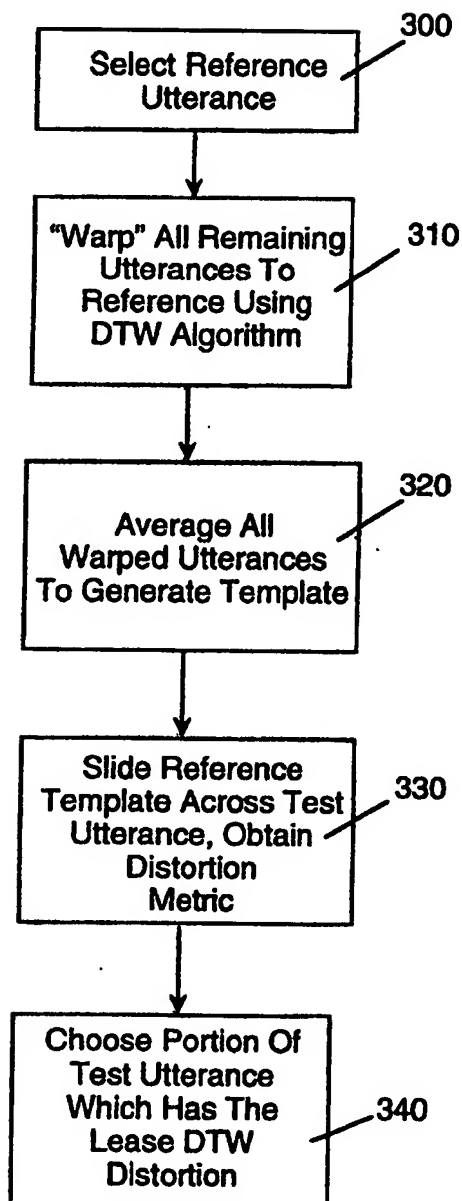 300
Select Reference
Utterance
310
"Warp" All Remaining
Utterances To
Reference Using
DTW Algorithm
320
Average All
Warped Utterances
To Generate Template
330
Slide Reference
Template Across Test
Utterance, Obtain
Distortion
Metric
340
Choose Portion Of
Test Utterance
Which Has The
Lease DTW
Distortion